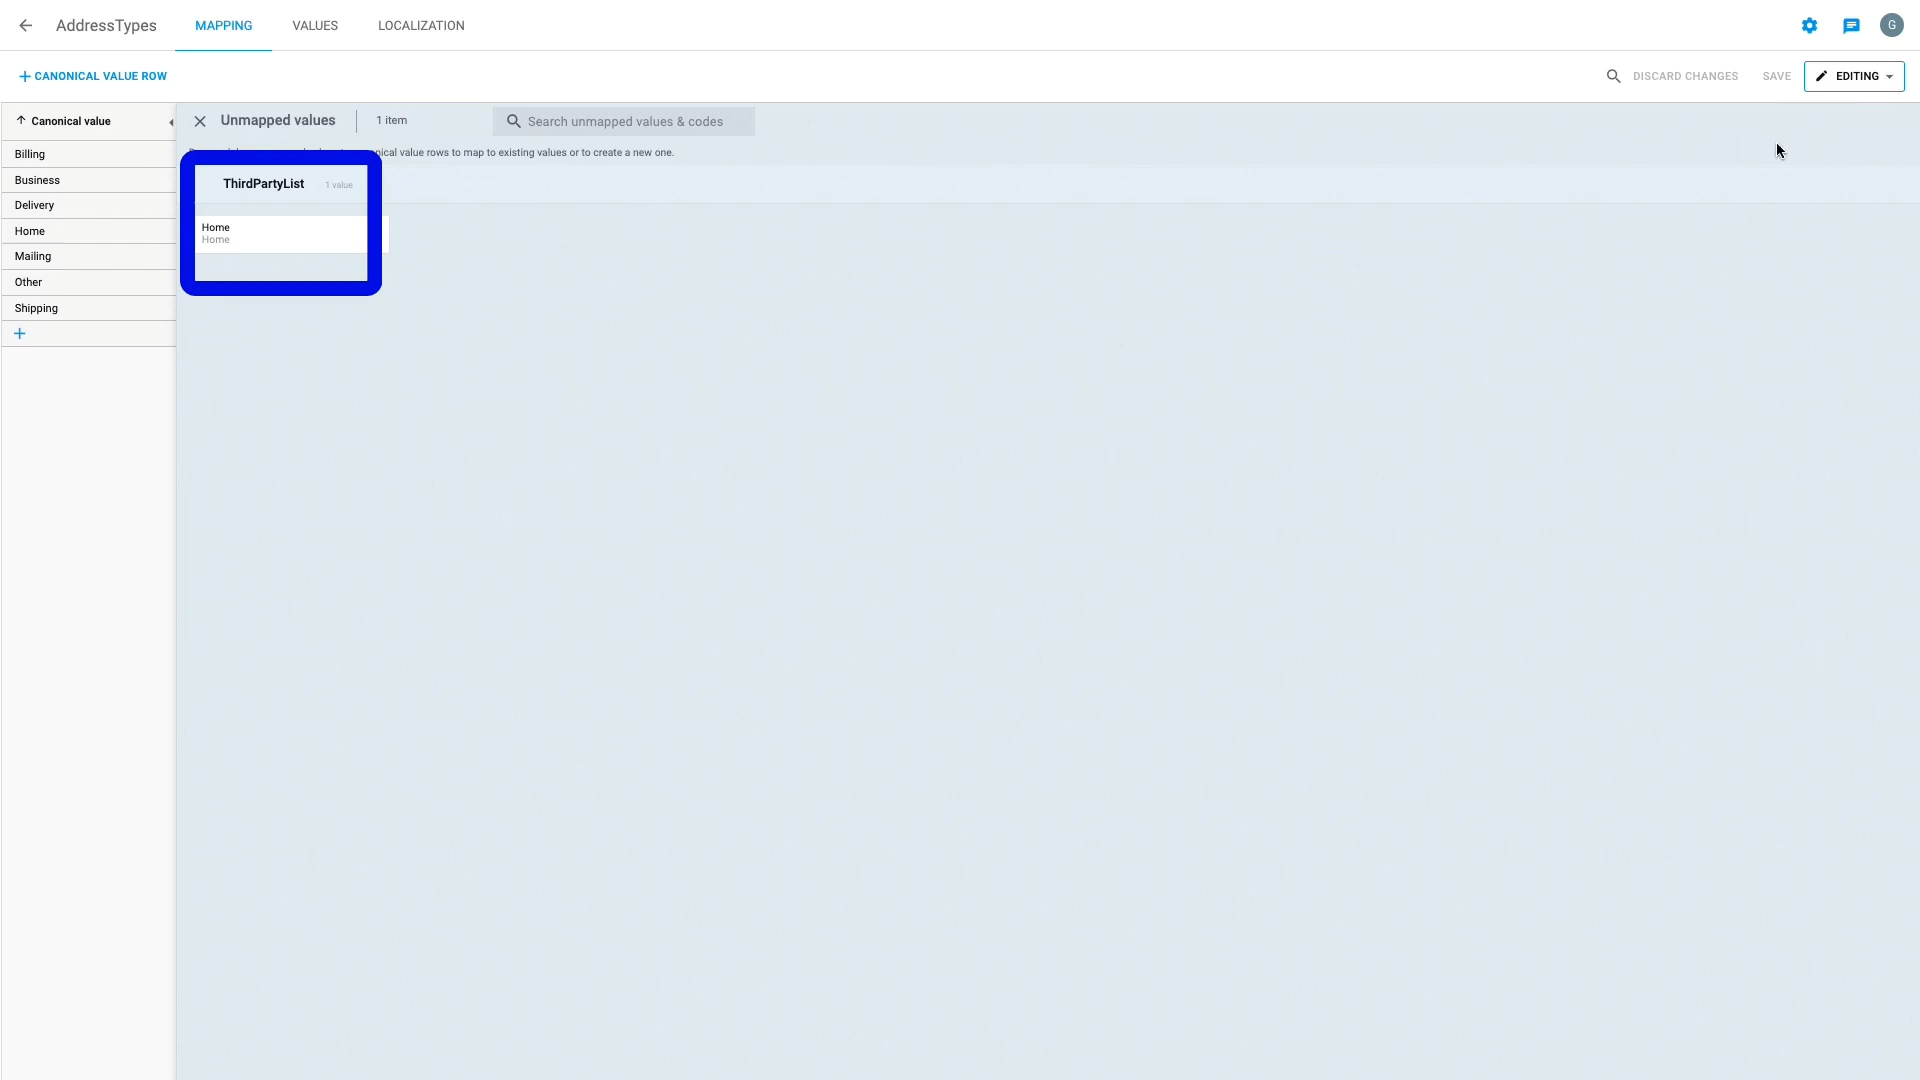 AddressTypes
MAPPING
VALUES
LOCALIZATION
G
CANONICAL VALUE ROW
DISCARD CHANGES
SAVE
EDITING
Canonical value
Billing
Business
Delivery
Home
Mailing
Other
Shipping
Unmapped values
1 item
Search unmapped values & codes
value rows to map to existing values or to create a new one.
ThirdPartyList
1 value
Home
Home